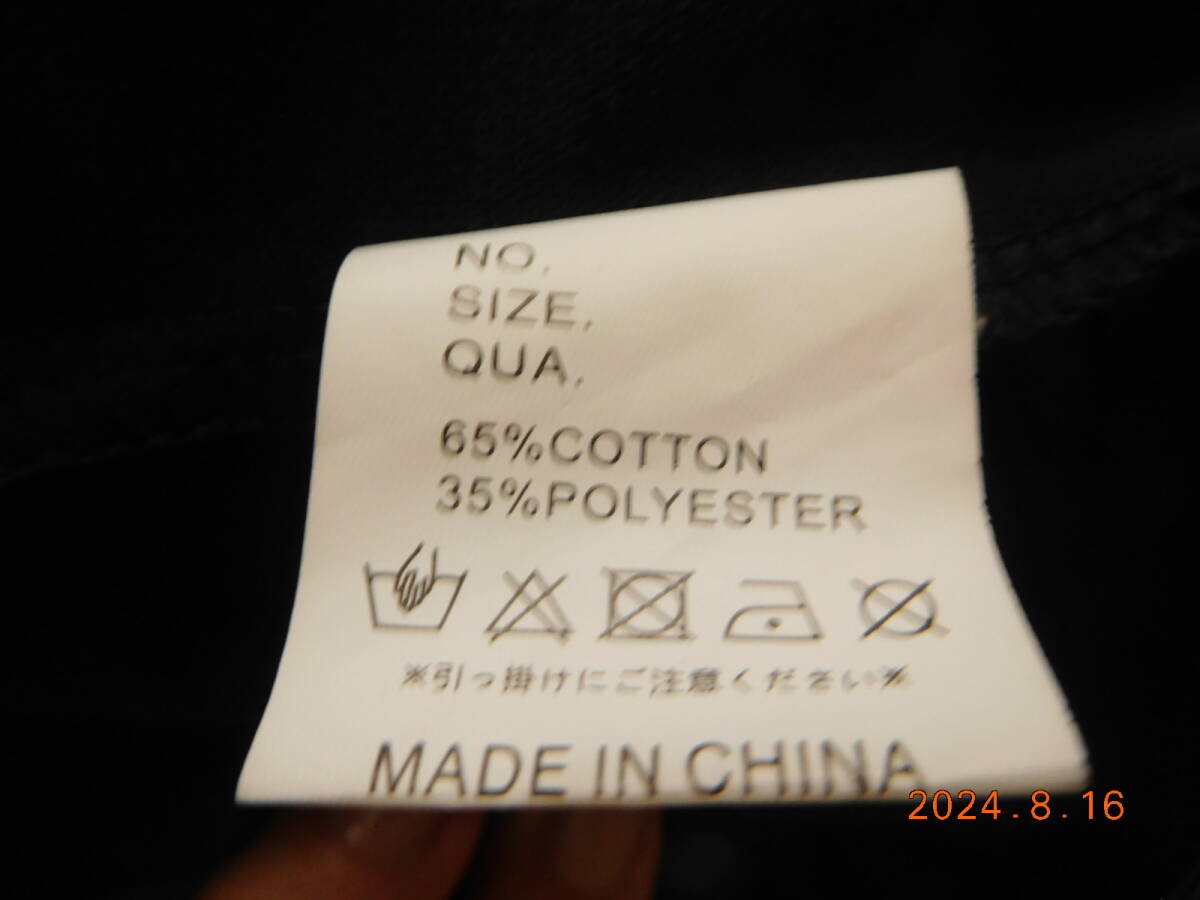 NO.
SIZE.
QUA.
65%COTTON
35%POLYESTER
※引っ掛けにご注意ください※
MADE IN CHINA
2024.8.16